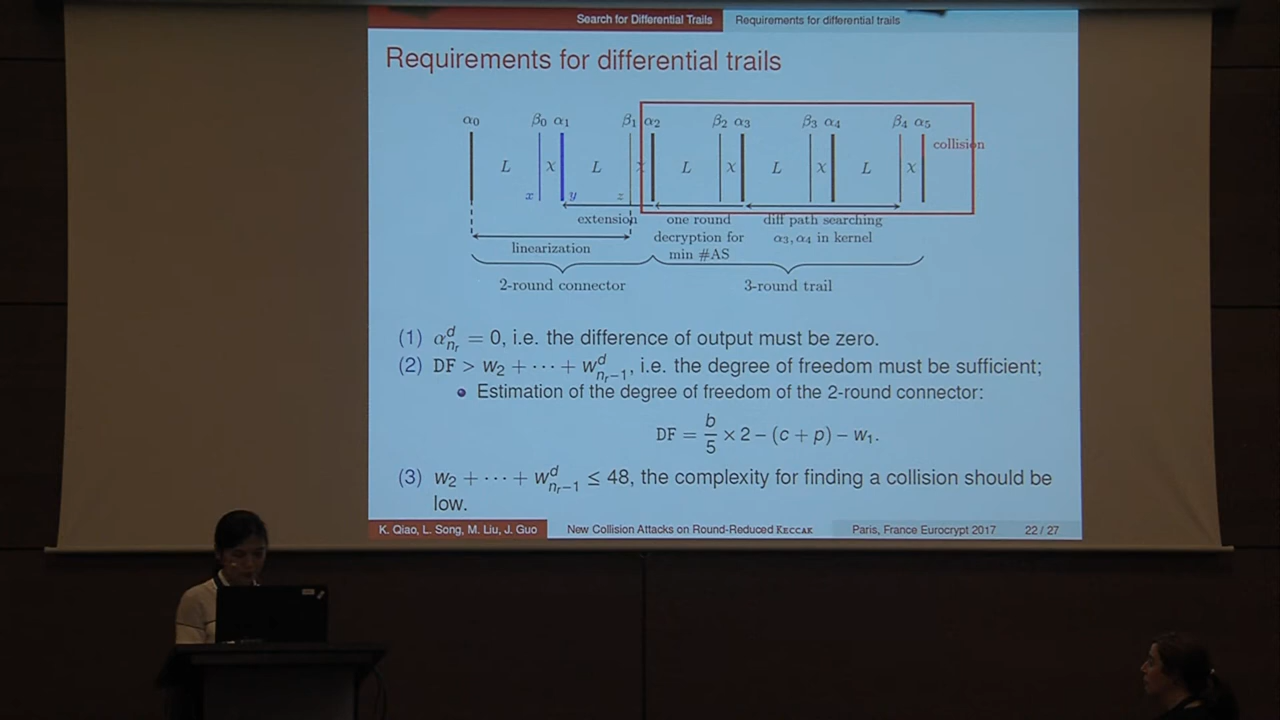 Search for Differential Trails Requirements for differential trails
Requirements for differential trails
α₀ β₀ α₁ β₁ α₂ β₂ α₃ β₃ α₄ β₄ α₅
collision
L χ L χ L χ L χ L χ
x y z
extension one round diff path searching
decryption for α₃, α₄ in kernel
linearization min #AS
2-round connector 3-round trail
(1) α^d_{n_r} = 0, i.e. the difference of output must be zero.
(2) DF > w₂ + ··· + w^d_{n_r−1}, i.e. the degree of freedom must be sufficient;
Estimation of the degree of freedom of the 2-round connector:
DF = b/5 × 2 − (c + p) − w₁.
(3) w₂ + ··· + w^d_{n_r−1} ≤ 48, the complexity for finding a collision should be
low.
K. Qiao, L. Song, M. Liu, J. Guo New Collision Attacks on Round-Reduced KECCAK Paris, France Eurocrypt 2017 22 / 27